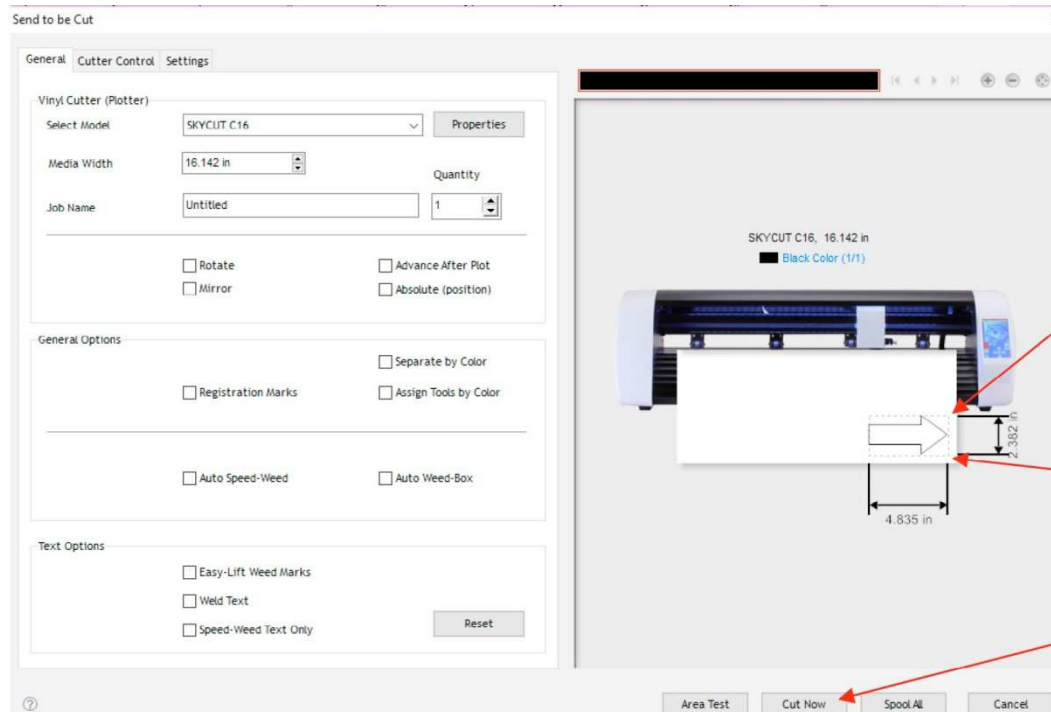 Send to be Cut
General Cutter Control Settings
Vinyl Cutter (Plotter)
Select Model SKYCUT C16 Properties
Media Width 16.142 in
Quantity
Job Name Untitled 1
Rotate Advance After Plot
Mirror Absolute (position)
General Options
Separate by Color
Registration Marks Assign Tools by Color
Auto Speed-Weed Auto Weed-Box
Text Options
Easy-Lift Weed Marks
Weld Text
Speed-Weed Text Only Reset
SKYCUT C16, 16.142 in
Black Color (1/1)
2.382 in
4.835 in
Area Test Cut Now Spool All Cancel